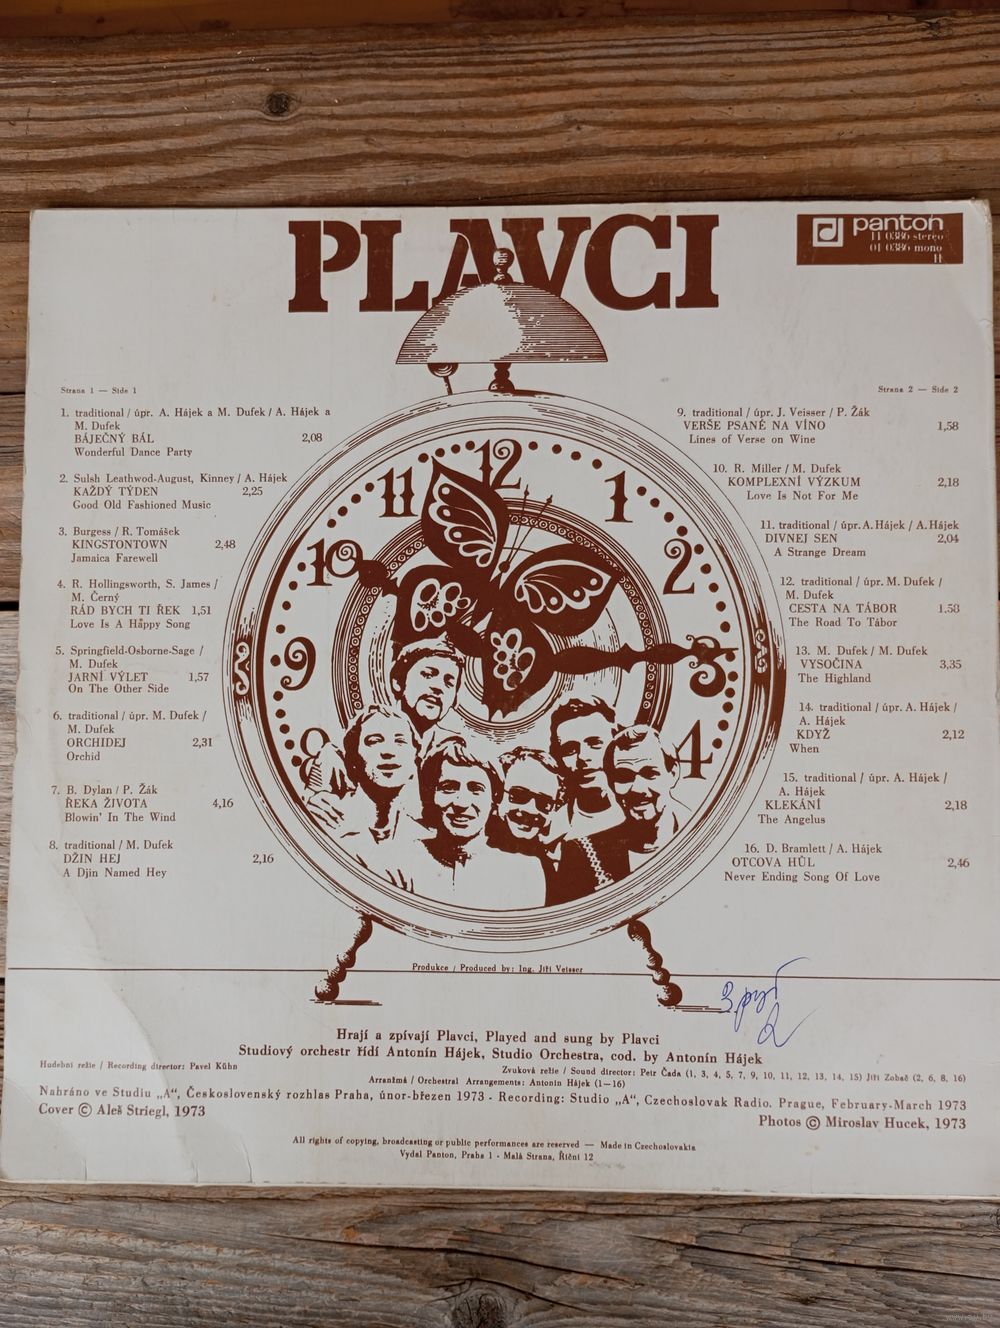 PLAVCI
panton
11 0386 stereo
01 0386 mono
H
Strana 1 — Side 1
1. traditional / úpr. A. Hájek a M. Dufek / A. Hájek a
M. Dufek
BÁJEČNÝ BÁL 2,08
Wonderful Dance Party
2. Sulsh Leathwod-August, Kinney / A. Hájek
KAŽDÝ TÝDEN 2,25
Good Old Fashioned Music
3. Burgess / R. Tomášek
KINGSTONTOWN 2,48
Jamaica Farewell
4. R. Hollingsworth, S. James /
M. Černý
RÁD BYCH TI ŘEK 1,51
Love Is A Happy Song
5. Springfield-Osborne-Sage /
M. Dufek
JARNÍ VÝLET 1,57
On The Other Side
6. traditional / úpr. M. Dufek /
M. Dufek
ORCHIDEJ 2,31
Orchid
7. B. Dylan / P. Žák
ŘEKA ŽIVOTA 4,16
Blowin' In The Wind
8. traditional / M. Dufek
DŽIN HEJ 2,16
A Djin Named Hey
12
1
2
3
4
8
9
10
11
Strana 2 — Side 2
9. traditional / úpr. J. Veisser / P. Žák
VERŠE PSANÉ NA VÍNO 1,58
Lines of Verse on Wine
10. R. Miller / M. Dufek
KOMPLEXNÍ VÝZKUM 2,18
Love Is Not For Me
11. traditional / úpr. A. Hájek / A. Hájek
DIVNEJ SEN 2,04
A Strange Dream
12. traditional / úpr. M. Dufek /
M. Dufek
CESTA NA TÁBOR 1.58
The Road To Tábor
13. M. Dufek / M. Dufek
VYSOČINA 3,35
The Highland
14. traditional / úpr. A. Hájek /
A. Hájek
KDYŽ 2,12
When
15. traditional / úpr. A. Hájek /
A. Hájek
KLEKÁNÍ 2,18
The Angelus
16. D. Bramlett / A. Hájek
OTCOVA HŮL 2,46
Never Ending Song Of Love
Produkce / Produced by: Ing. Jiří Veisser
Hrají a zpívají Plavci, Played and sung by Plavci
Studiový orchestr řídí Antonín Hájek, Studio Orchestra, cod. by Antonín Hájek
Hudební režie / Recording director: Pavel Kühn
Zvuková režie / Sound director: Petr Čada (1, 3, 4, 5, 7, 9, 10, 11, 12, 13, 14, 15) Jiří Zobač (2, 6, 8, 16)
Aranžmá / Orchestral Arrangements: Antonín Hájek (1—16)
Nahráno ve Studiu „A“, Československý rozhlas Praha, únor-březen 1973 - Recording: Studio „A“, Czechoslovak Radio. Prague, February-March 1973
Cover © Aleš Striegl, 1973
Photos © Miroslav Hucek, 1973
All rights of copying, broadcasting or public performances are reserved — Made in Czechoslovakia
Vydal Panton, Praha 1 - Malá Strana, Říční 12